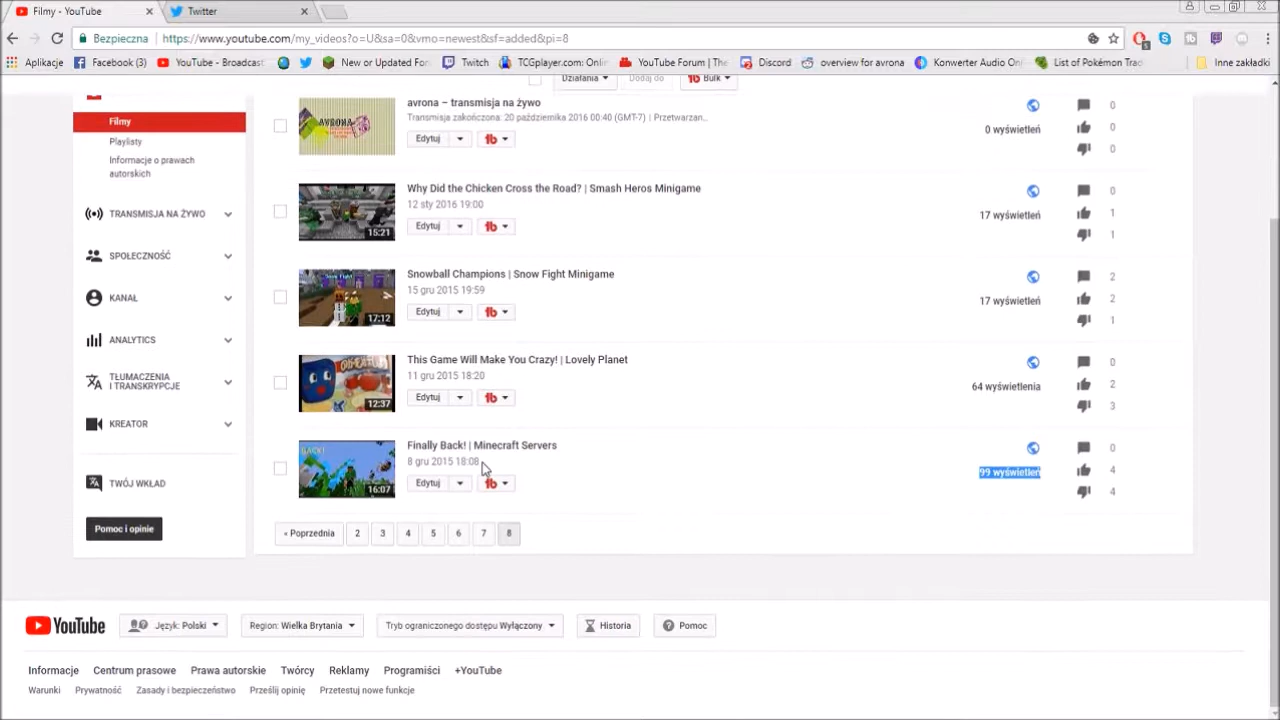 Filmy - YouTube
Twitter
Bezpieczna
https://www.youtube.com/my_videos?o=U&sa=0&vmo=newest&sf=added&pi=8
Aplikacje
Facebook (3)
YouTube - Broadcast
New or Updated For
Twitch
TCGplayer.com: Onlin
YouTube Forum | The
Discord
overview for avrona
Konwerter Audio On
List of Pokémon Trad
Inne zakładki
Działania
Dodaj do
Bulk
Filmy
Playlisty
Informacje o prawach
autorskich
TRANSMISJA NA ŻYWO
SPOŁECZNOŚĆ
KANAŁ
ANALYTICS
TŁUMACZENIA
I TRANSKRYPCJE
KREATOR
TWÓJ WKŁAD
Pomoc i opinie
AVRONA
avrona – transmisja na żywo
Transmisja zakończona: 20 października 2016 00:40 (GMT-7) | Przetwarzan...
Edytuj
0 wyświetleń
0
0
0
15:21
Why Did the Chicken Cross the Road? | Smash Heros Minigame
12 sty 2016 19:00
Edytuj
17 wyświetleń
0
1
1
17:12
Snowball Champions | Snow Fight Minigame
15 gru 2015 19:59
Edytuj
17 wyświetleń
2
2
1
12:37
This Game Will Make You Crazy! | Lovely Planet
11 gru 2015 18:20
Edytuj
64 wyświetlenia
0
2
3
BACK!
16:07
Finally Back! | Minecraft Servers
8 gru 2015 18:08
Edytuj
99 wyświetleń
0
4
4
« Poprzednia 2 3 4 5 6 7 8
YouTube
Język: Polski
Region: Wielka Brytania
Tryb ograniczonego dostępu Wyłączony
Historia
Pomoc
Informacje Centrum prasowe Prawa autorskie Twórcy Reklamy Programiści +YouTube
Warunki Prywatność Zasady i bezpieczeństwo Prześlij opinię Przetestuj nowe funkcje